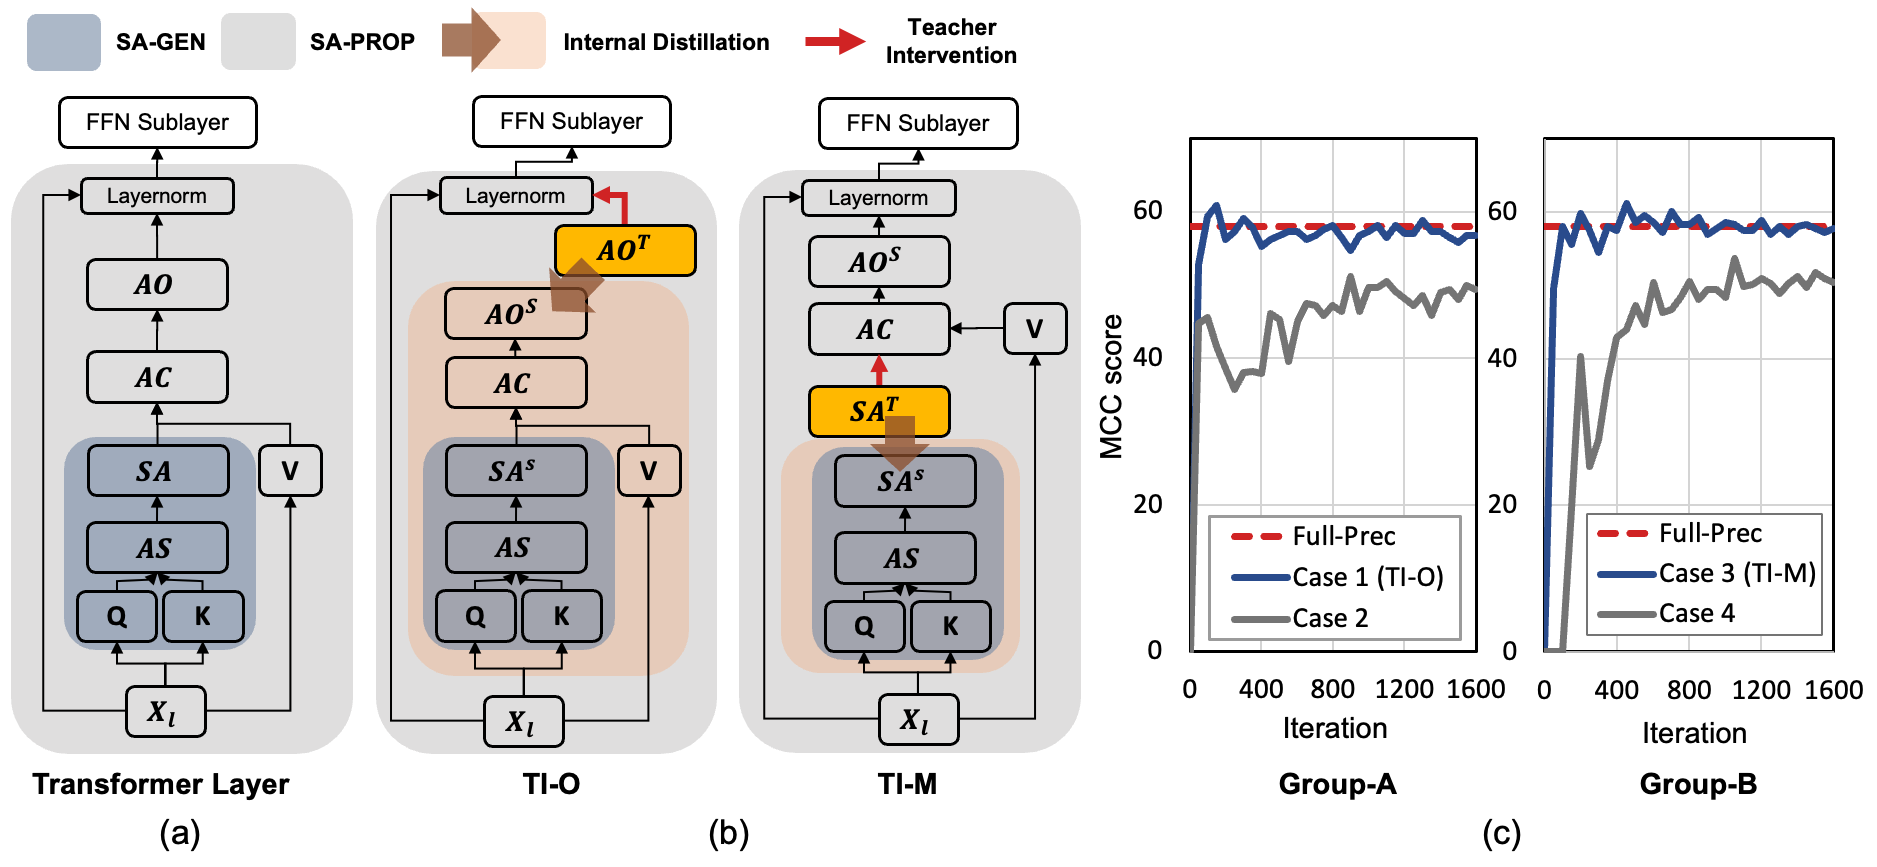 SA-GEN
SA-PROP
Internal Distillation
Teacher
Intervention
FFN Sublayer
Layernorm
AO
AC
SA
V
AS
Q
K
X_l
Transformer Layer
(a)
FFN Sublayer
Layernorm
AO^T
AO^S
AC
SA^s
V
AS
Q
K
X_l
TI-O
FFN Sublayer
Layernorm
AO^S
AC
V
SA^T
SA^s
AS
Q
K
X_l
TI-M
(b)
MCC score
60
40
20
0
Full-Prec
Case 1 (TI-O)
Case 2
0 400 800 1200 1600
Iteration
Group-A
60
40
20
0
Full-Prec
Case 3 (TI-M)
Case 4
0 400 800 1200 1600
Iteration
Group-B
(c)